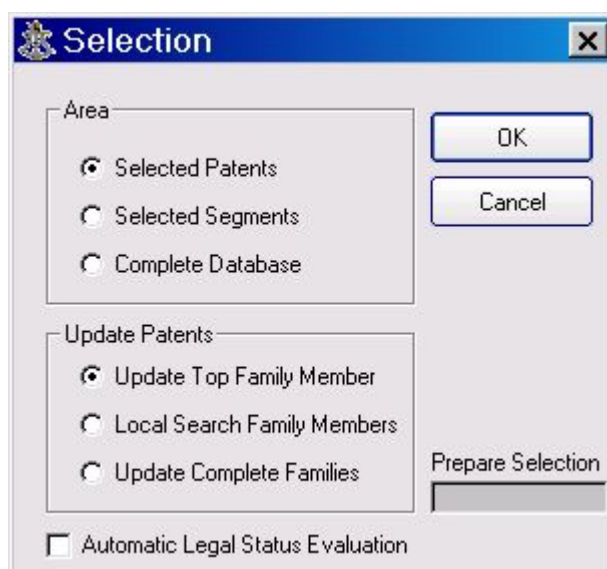 Selection
Area
Selected Patents
Selected Segments
Complete Database
OK
Cancel
Update Patents
Update Top Family Member
Local Search Family Members
Update Complete Families
Prepare Selection
Automatic Legal Status Evaluation